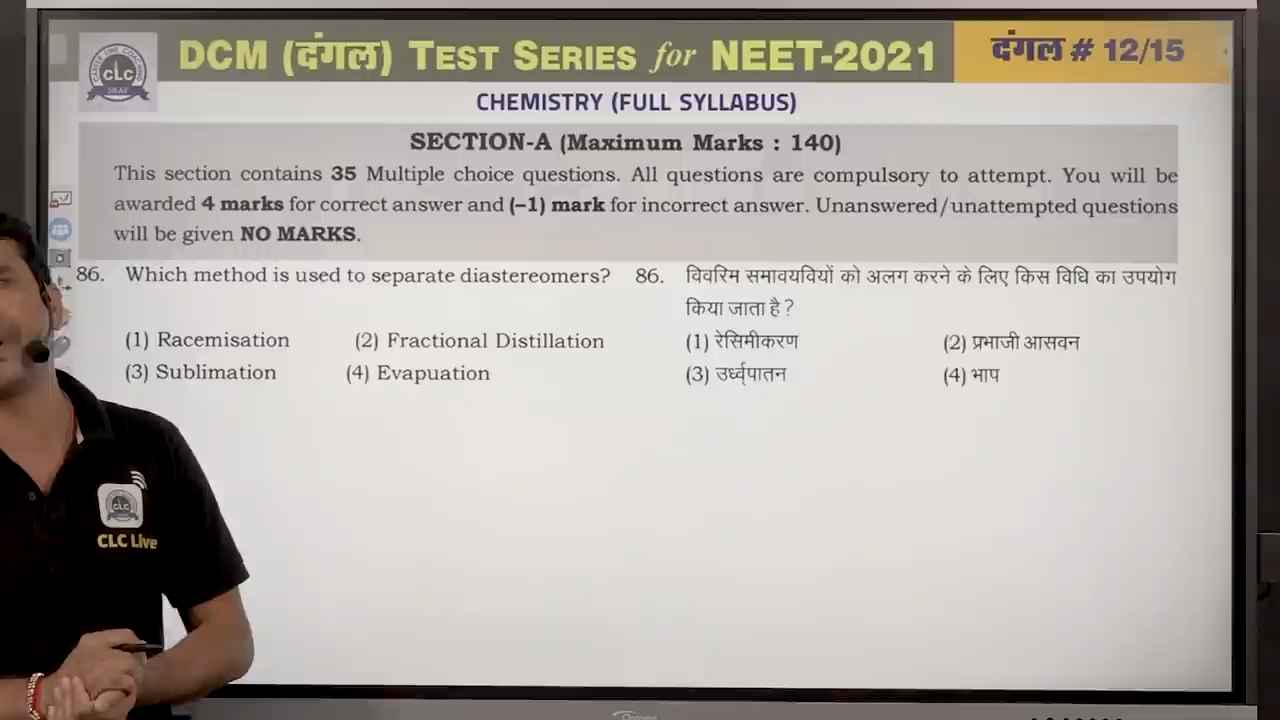 DCM (दंगल) TEST SERIES for NEET-2021
दंगल # 12/15
CLC
SIKAR
CHEMISTRY (FULL SYLLABUS)
SECTION-A (Maximum Marks : 140)
This section contains 35 Multiple choice questions. All questions are compulsory to attempt. You will be
awarded 4 marks for correct answer and (–1) mark for incorrect answer. Unanswered/unattempted questions
will be given NO MARKS.
86. Which method is used to separate diastereomers?
(1) Racemisation (2) Fractional Distillation
(3) Sublimation (4) Evapuation
86. विवरिम समावयवियों को अलग करने के लिए किस विधि का उपयोग
किया जाता है ?
(1) रेसिमीकरण (2) प्रभाजी आसवन
(3) उर्ध्वपातन (4) भाप
CLC
CLC Live
Optoma